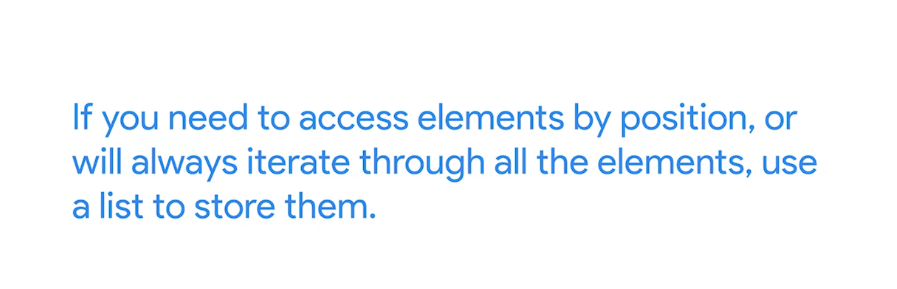 If you need to access elements by position, or
will always iterate through all the elements, use
a list to store them.